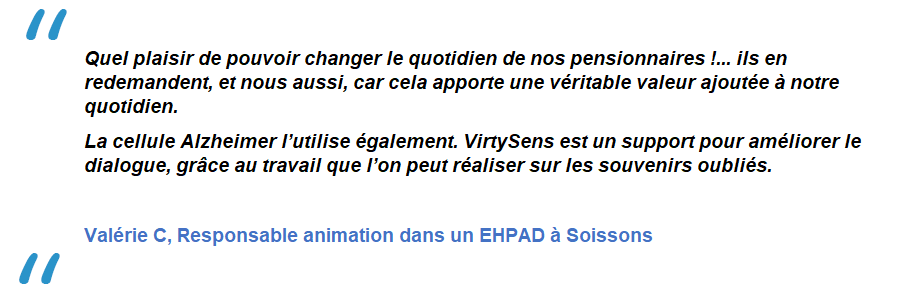 “
Quel plaisir de pouvoir changer le quotidien de nos pensionnaires !... ils en
redemandent, et nous aussi, car cela apporte une véritable valeur ajoutée à notre
quotidien.
La cellule Alzheimer l’utilise également. VirtySens est un support pour améliorer le
dialogue, grâce au travail que l’on peut réaliser sur les souvenirs oubliés.
Valérie C, Responsable animation dans un EHPAD à Soissons
“